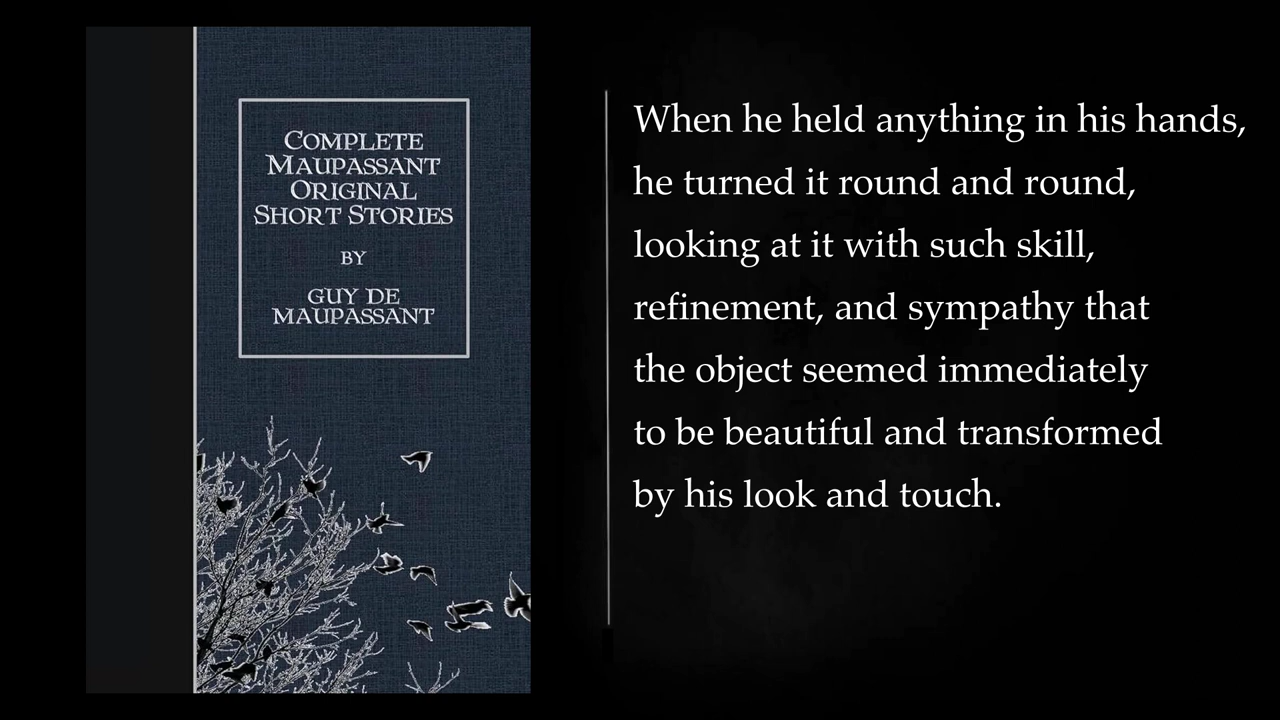 COMPLETE
MAUPASSANT
ORIGINAL
SHORT STORIES
BY
GUY DE
MAUPASSANT
When he held anything in his hands,
he turned it round and round,
looking at it with such skill,
refinement, and sympathy that
the object seemed immediately
to be beautiful and transformed
by his look and touch.